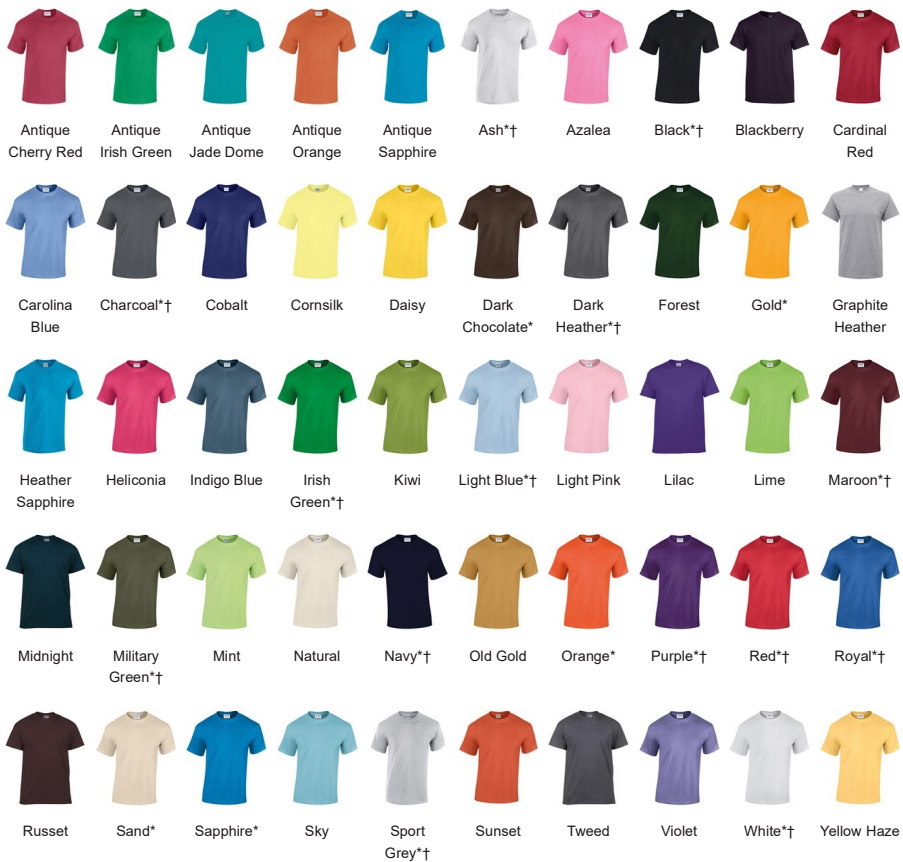 Antique Cherry Red
Antique Irish Green
Antique Jade Dome
Antique Orange
Antique Sapphire
Ash*†
Azalea
Black*†
Blackberry
Cardinal Red
Carolina Blue
Charcoal*†
Cobalt
Cornsilk
Daisy
Dark Chocolate*
Dark Heather*†
Forest
Gold*
Graphite Heather
Heather Sapphire
Heliconia
Indigo Blue
Irish Green*†
Kiwi
Light Blue*†
Light Pink
Lilac
Lime
Maroon*†
Midnight
Military Green*†
Mint
Natural
Navy*†
Old Gold
Orange*
Purple*†
Red*†
Royal*†
Russet
Sand*
Sapphire*
Sky
Sport Grey*†
Sunset
Tweed
Violet
White*†
Yellow Haze